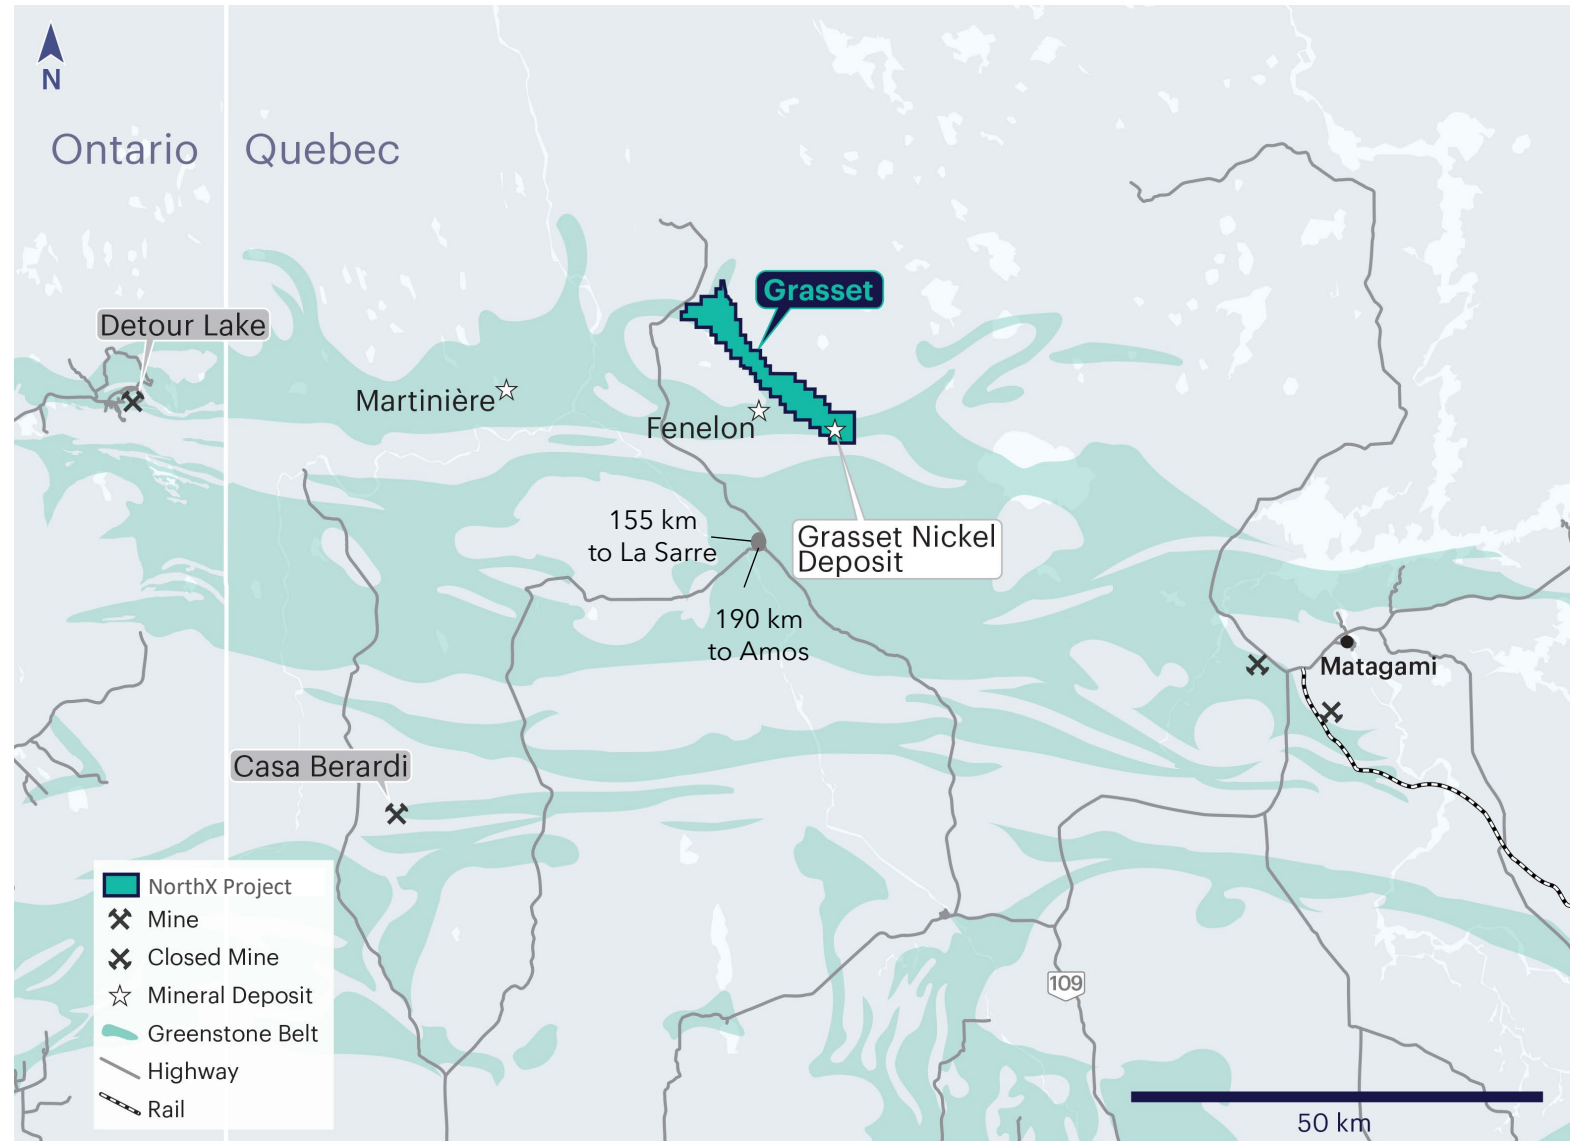 N
Ontario
Quebec
Grasset
Detour Lake
Martinière
Fenelon
155 km
to La Sarre
Grasset Nickel
Deposit
190 km
to Amos
Matagami
Casa Berardi
NorthX Project
Mine
Closed Mine
Mineral Deposit
Greenstone Belt
Highway
Rail
109
50 km